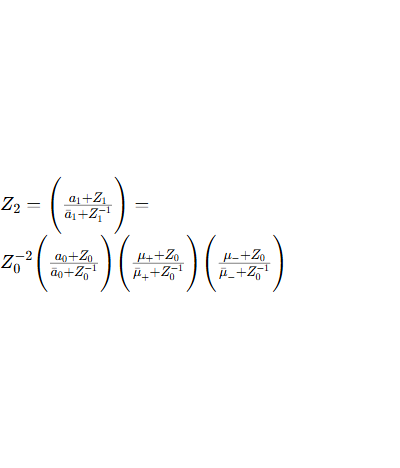 $Z_2 = \left( \frac{a_1 + Z_1}{\bar{a}_1 + Z_1^{-1}} \right) =$
$Z_0^{-2} \left( \frac{a_0 + Z_0}{\bar{a}_0 + Z_0^{-1}} \right) \left( \frac{\mu_+ + Z_0}{\bar{\mu}_+ + Z_0^{-1}} \right) \left( \frac{\mu_- + Z_0}{\bar{\mu}_- + Z_0^{-1}} \right)$